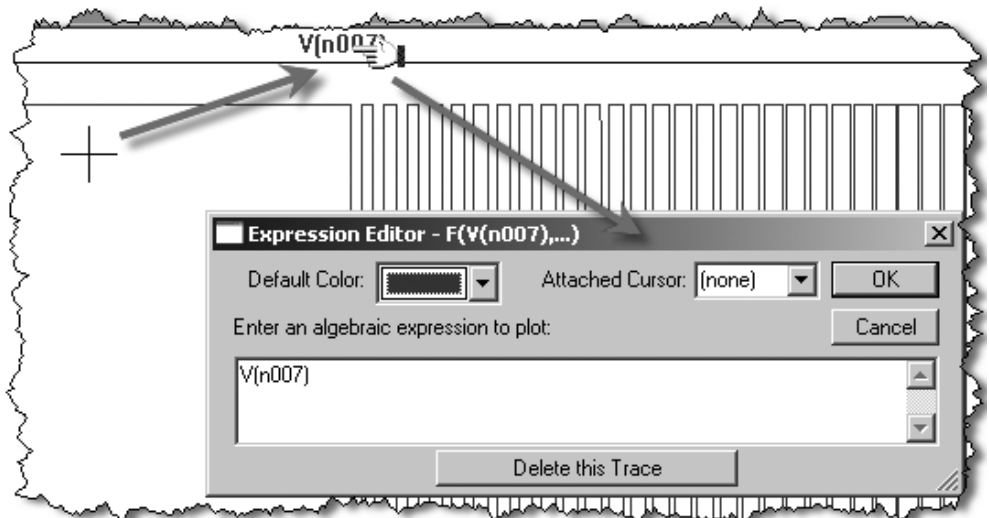 V(n007)
Expression Editor - F(V(n007),...)
Default Color:
Attached Cursor: (none)
OK
Enter an algebraic expression to plot:
Cancel
V(n007)
Delete this Trace